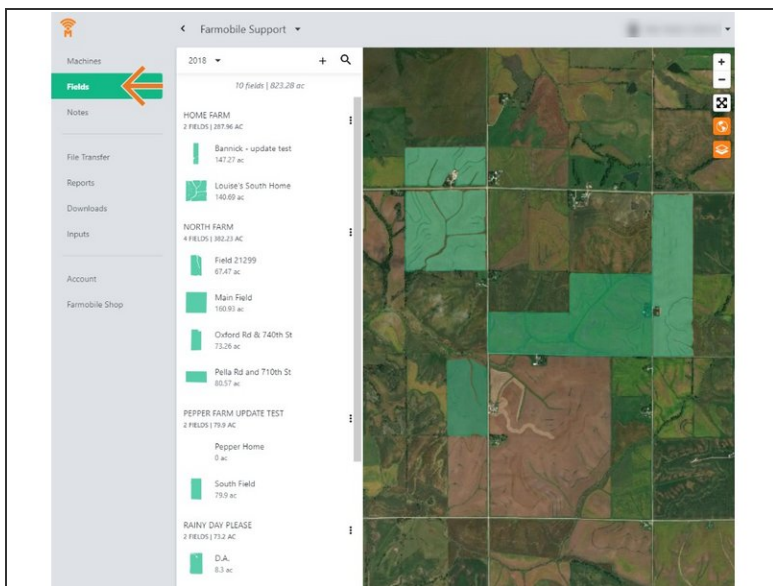 Farmobile Support
Machines
Fields
Notes
File Transfer
Reports
Downloads
Inputs
Account
Farmobile Shop
2018
+
10 fields | 823.28 ac
HOME FARM
2 FIELDS | 287.96 AC
Bannick - update test
147.27 ac
Louise's South Home
140.69 ac
NORTH FARM
4 FIELDS | 382.23 AC
Field 21299
67.47 ac
Main Field
160.93 ac
Oxford Rd & 740th St
73.26 ac
Pella Rd and 710th St
80.57 ac
PEPPER FARM UPDATE TEST
2 FIELDS | 79.9 AC
Pepper Home
0 ac
South Field
79.9 ac
RAINY DAY PLEASE
2 FIELDS | 73.2 AC
D.A.
8.3 ac
+
−